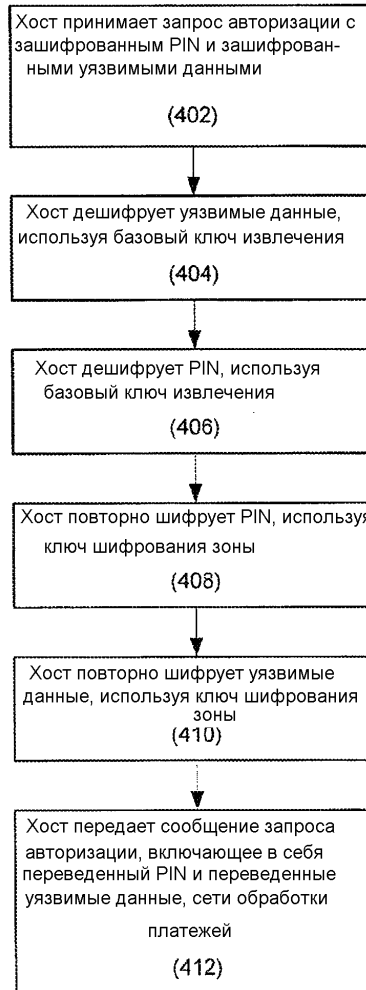 Хост принимает запрос авторизации с
зашифрованным PIN и зашифрован-
ными уязвимыми данными
(402)
Хост дешифрует уязвимые данные,
используя базовый ключ извлечения
(404)
Хост дешифрует PIN, используя
базовый ключ извлечения
(406)
Хост повторно шифрует PIN, используя
ключ шифрования зоны
(408)
Хост повторно шифрует уязвимые
данные, используя ключ шифрования
зоны
(410)
Хост передает сообщение запроса
авторизации, включающее в себя
переведенный PIN и переведенные
уязвимые данные, сети обработки
платежей
(412)